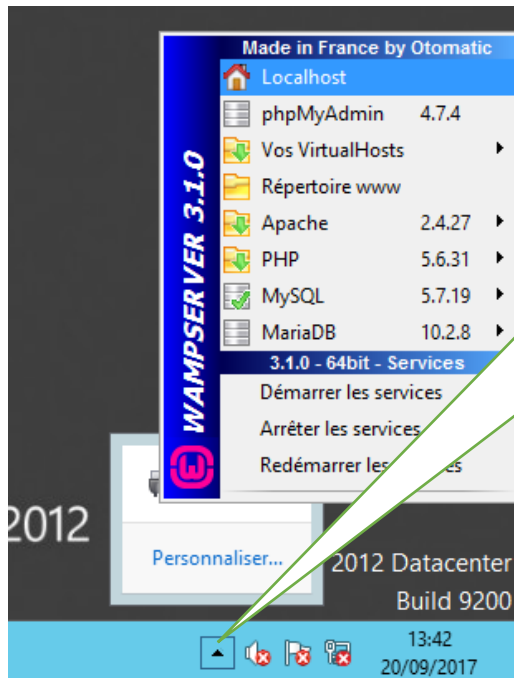 Made in France by Otomatic
WAMPSERVER 3.1.0
Localhost
phpMyAdmin 4.7.4
Vos VirtualHosts
Répertoire www
Apache 2.4.27
PHP 5.6.31
MySQL 5.7.19
MariaDB 10.2.8
3.1.0 - 64bit - Services
Démarrer les services
Arrêter les services
Redémarrer les
2012
Personnaliser...
2012 Datacenter
Build 9200
13:42
20/09/2017